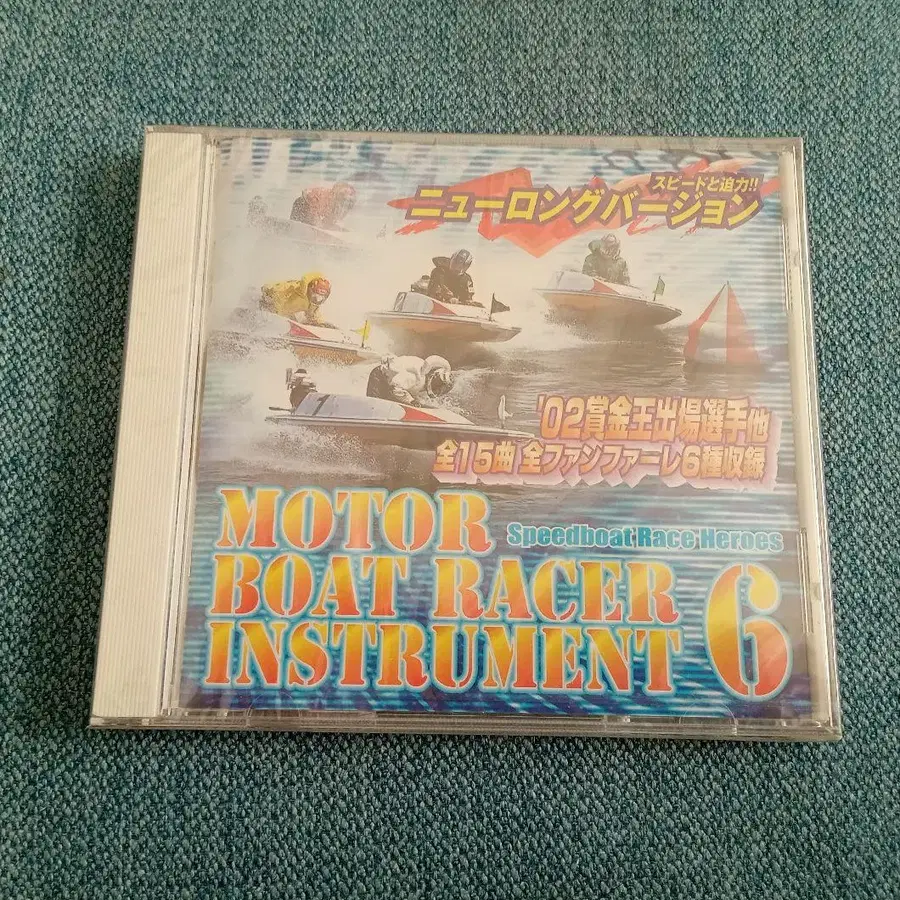 スピードと迫力!!
ニューロングバージョン
'02賞金王出場選手他
全15曲 全ファンファーレ6種収録
MOTOR
Speedboat Race Heroes
BOAT RACER
INSTRUMENT 6
1